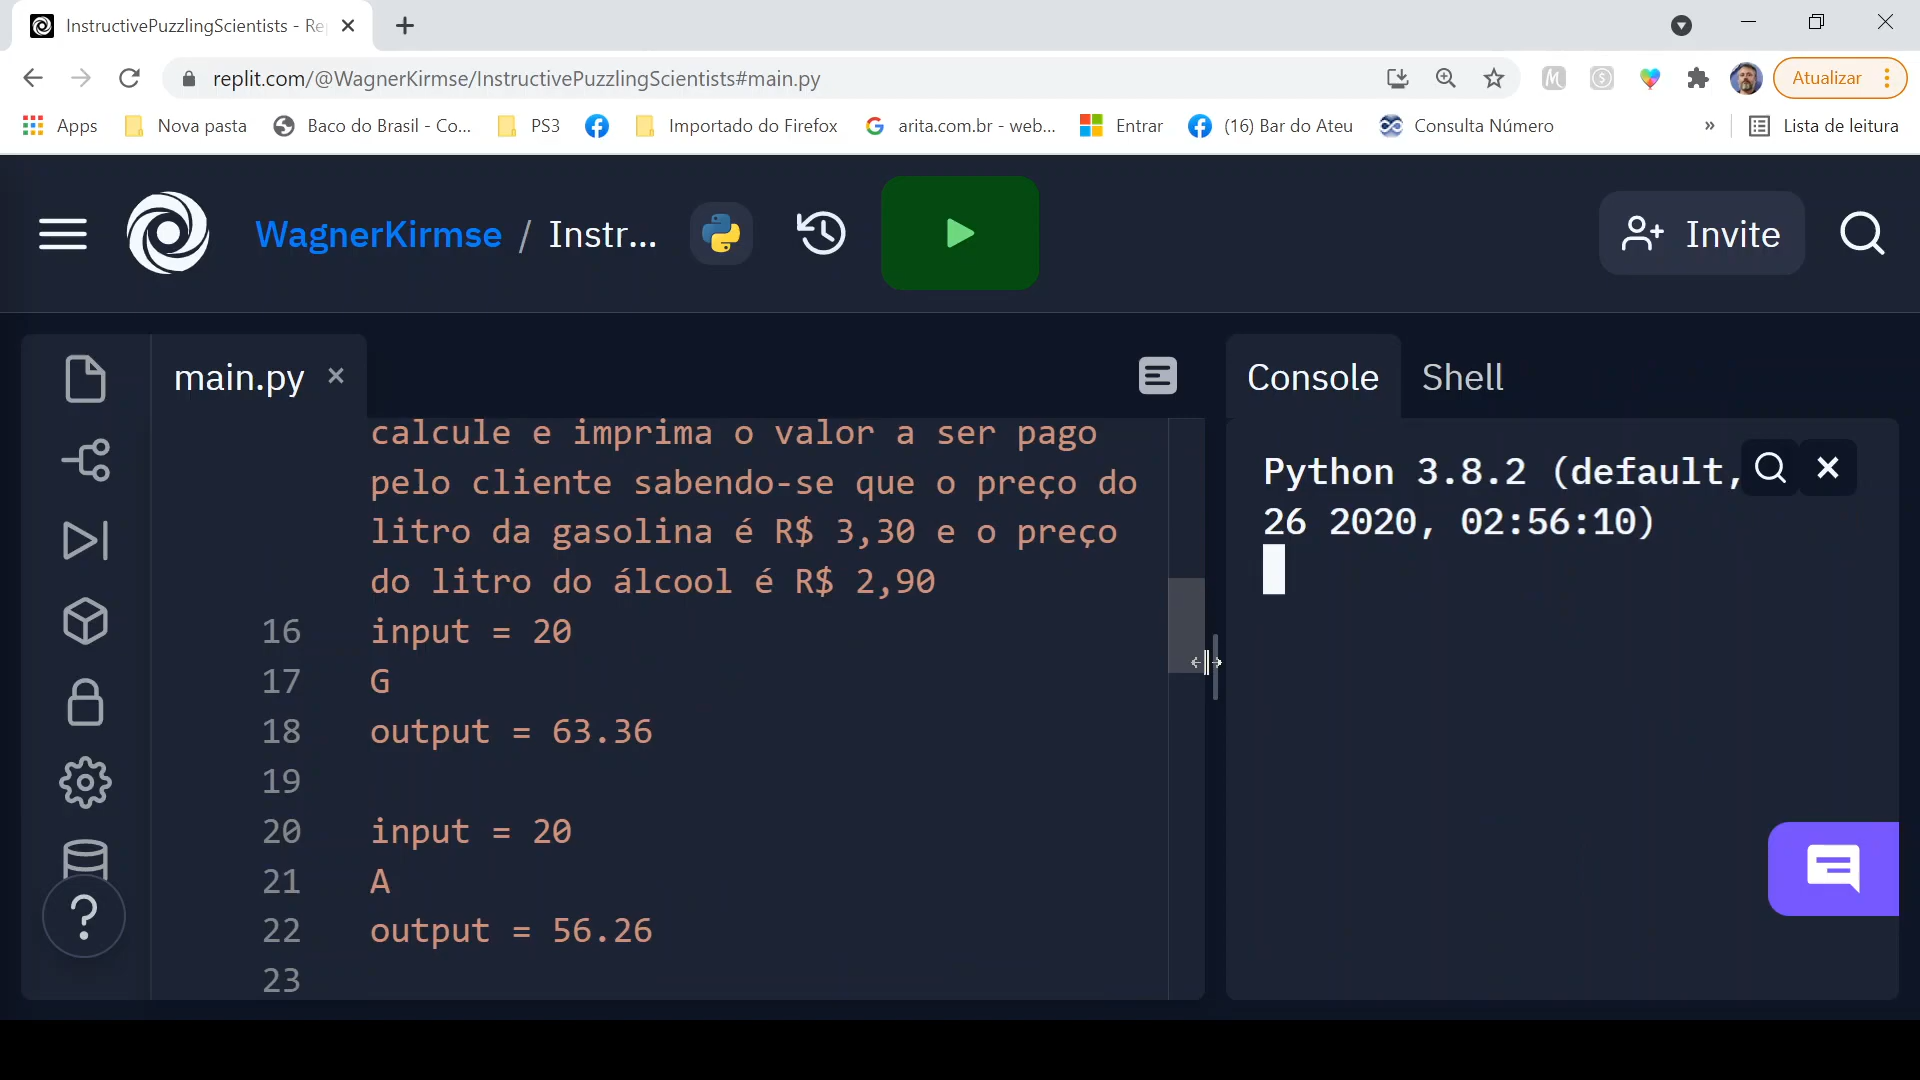 InstructivePuzzlingScientists - Re
replit.com/@WagnerKirmse/InstructivePuzzlingScientists#main.py
Atualizar
Apps
Nova pasta
Baco do Brasil - Co...
PS3
Importado do Firefox
arita.com.br - web...
Entrar
(16) Bar do Ateu
Consulta Número
»
Lista de leitura
WagnerKirmse / Instr...
Invite
main.py
Console
Shell
calcule e imprima o valor a ser pago
pelo cliente sabendo-se que o preço do
litro da gasolina é R$ 3,30 e o preço
do litro do álcool é R$ 2,90
16 input = 20
17 G
18 output = 63.36
19
20 input = 20
21 A
22 output = 56.26
23
Python 3.8.2 (default,
26 2020, 02:56:10)
?